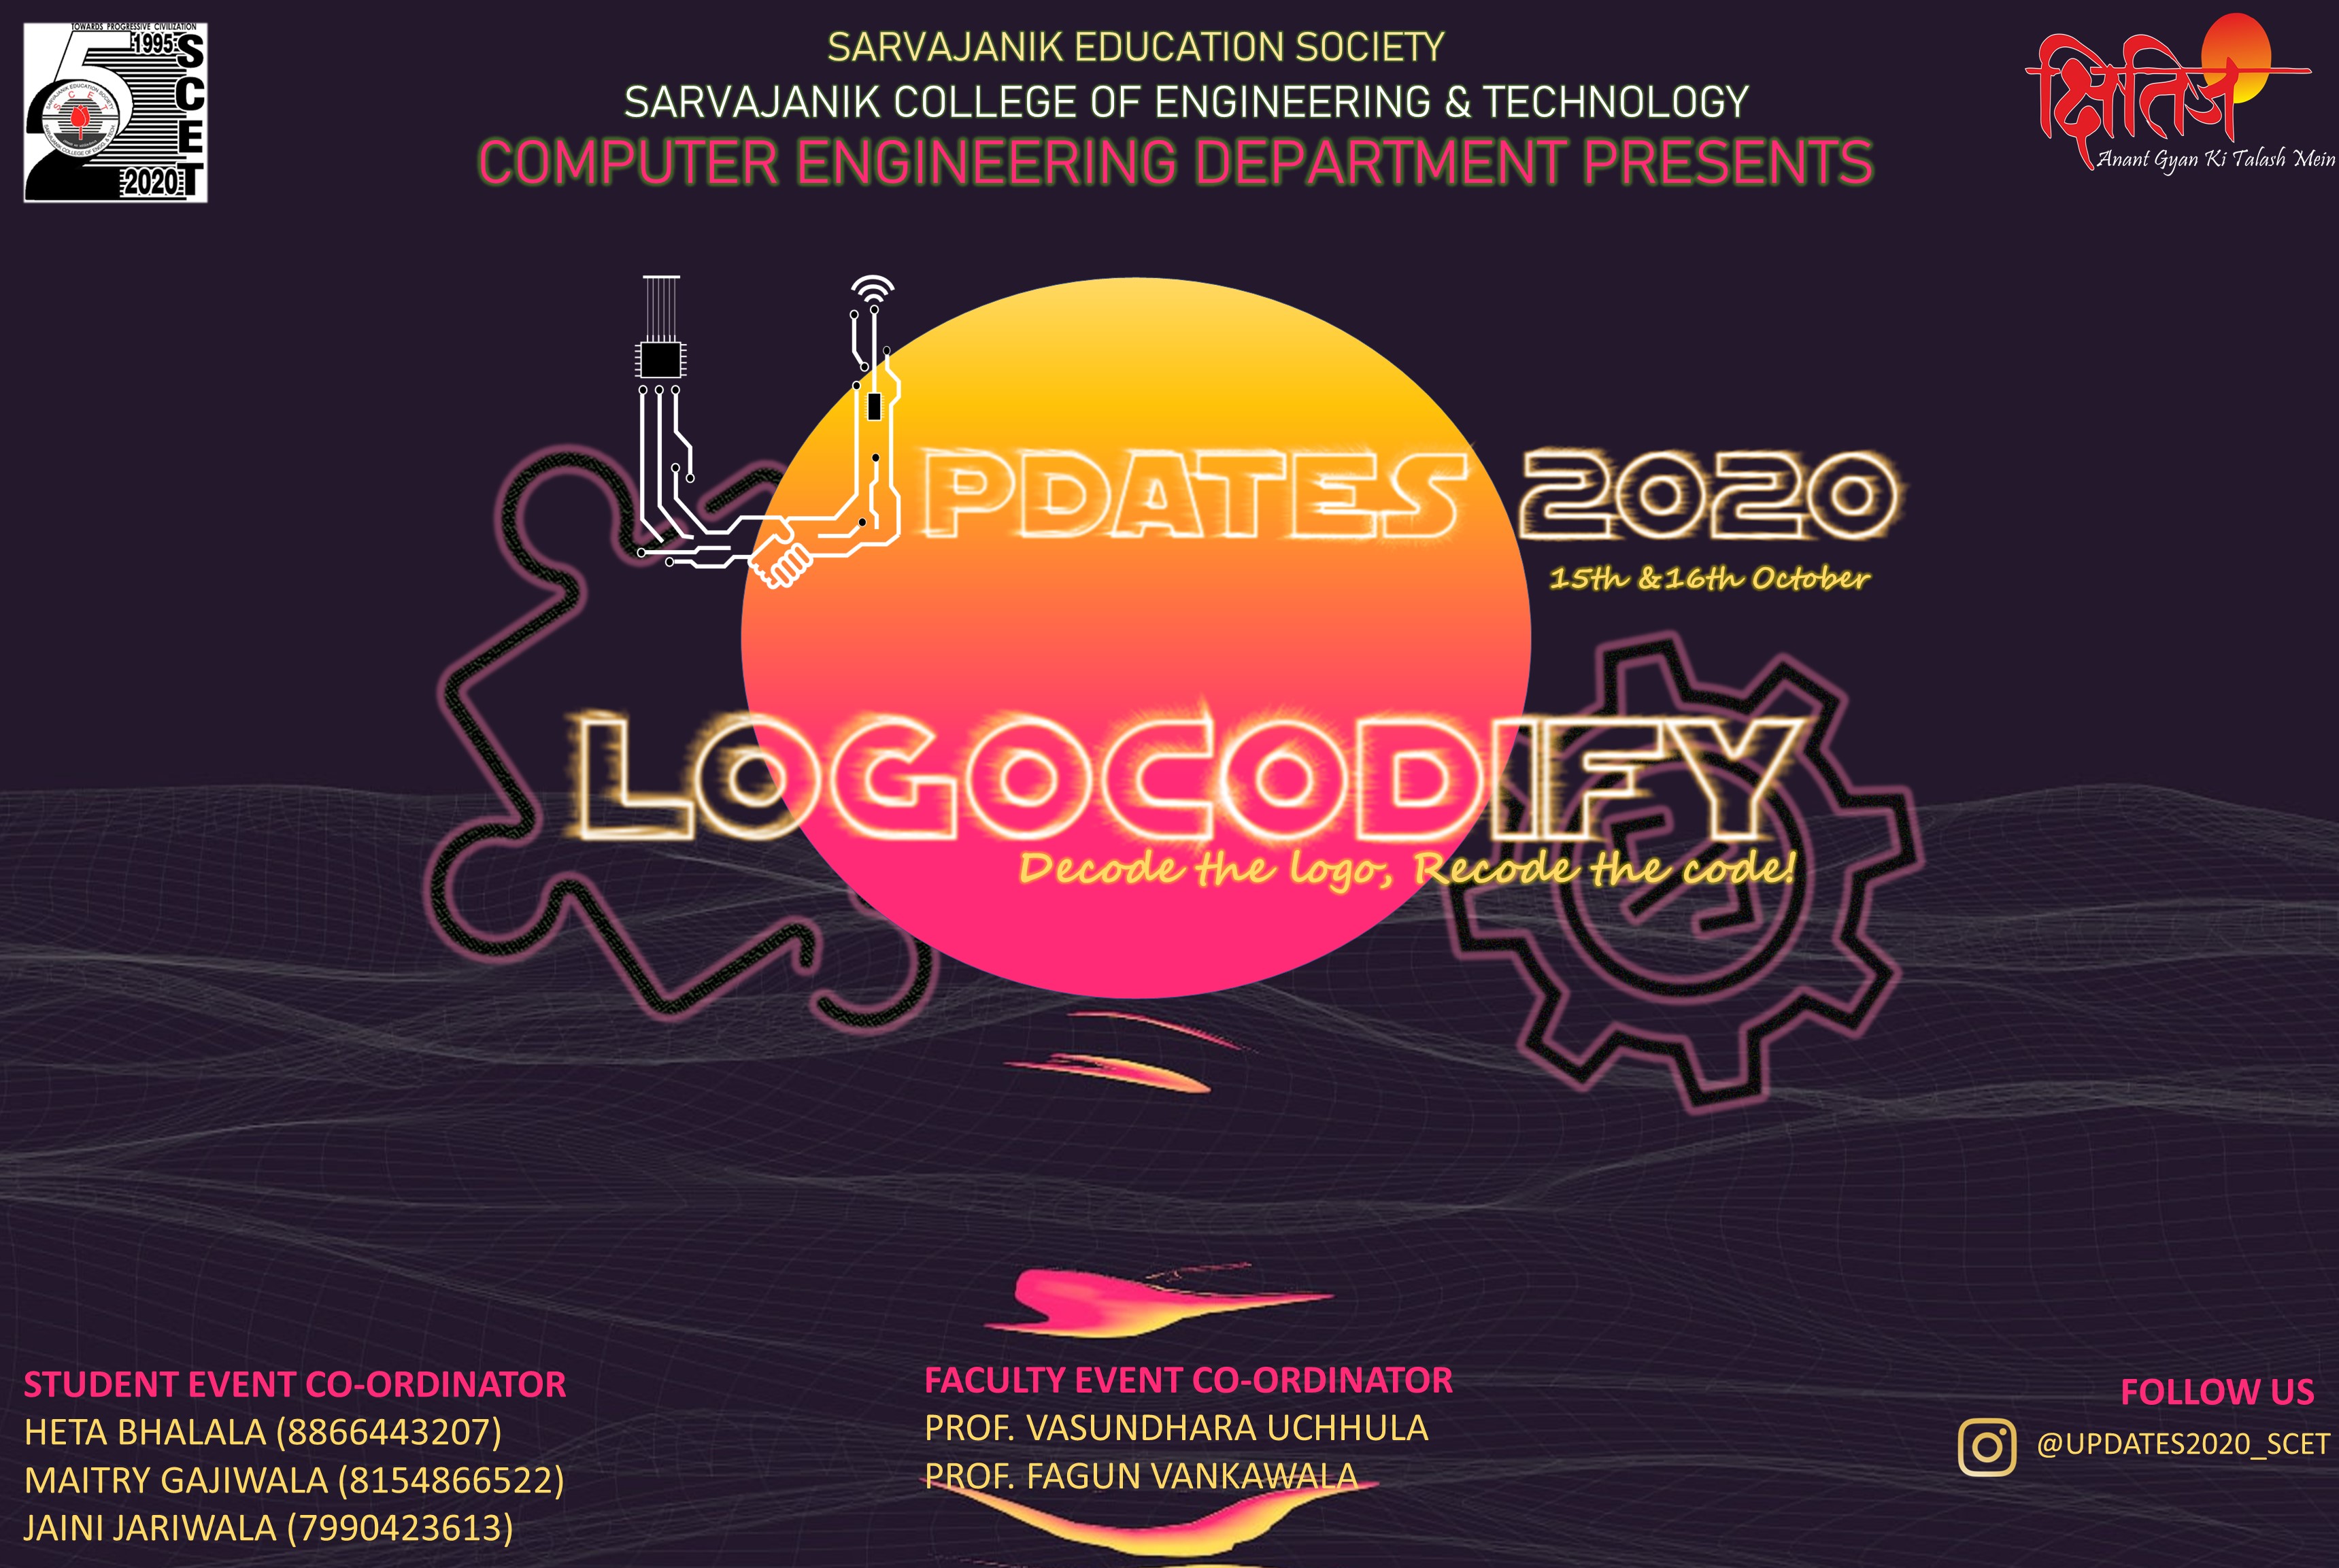 TOWARDS PROGRESSIVE CIVILIZATION
1995
SCET
2020
SARVAJANIK EDUCATION SOCIETY
SARVAJANIK COLLEGE OF ENGINEERING & TECHNOLOGY
COMPUTER ENGINEERING DEPARTMENT PRESENTS
क्षितिज
Anant Gyan Ki Talash Mein
UPDATES 2020
15th &16th October
LOGOCODIFY
Decode the logo, Recode the code!
STUDENT EVENT CO-ORDINATOR
HETA BHALALA (8866443207)
MAITRY GAJIWALA (8154866522)
JAINI JARIWALA (7990423613)
FACULTY EVENT CO-ORDINATOR
PROF. VASUNDHARA UCHHULA
PROF. FAGUN VANKAWALA
FOLLOW US
@UPDATES2020_SCET